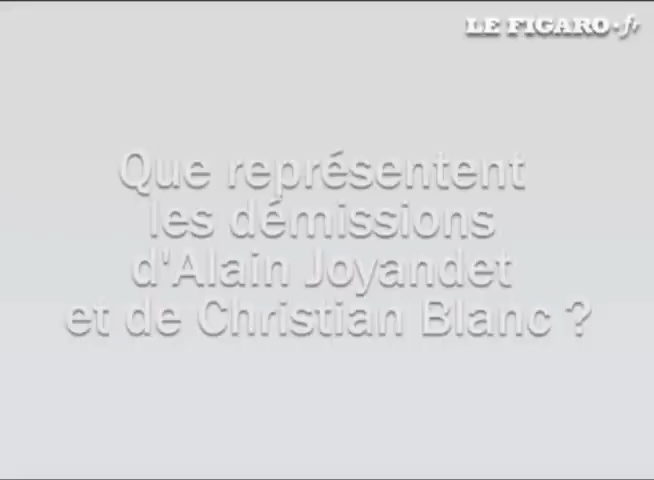 LE FIGARO·fr
Que représentent
les démissions
d'Alain Joyandet
et de Christian Blanc ?